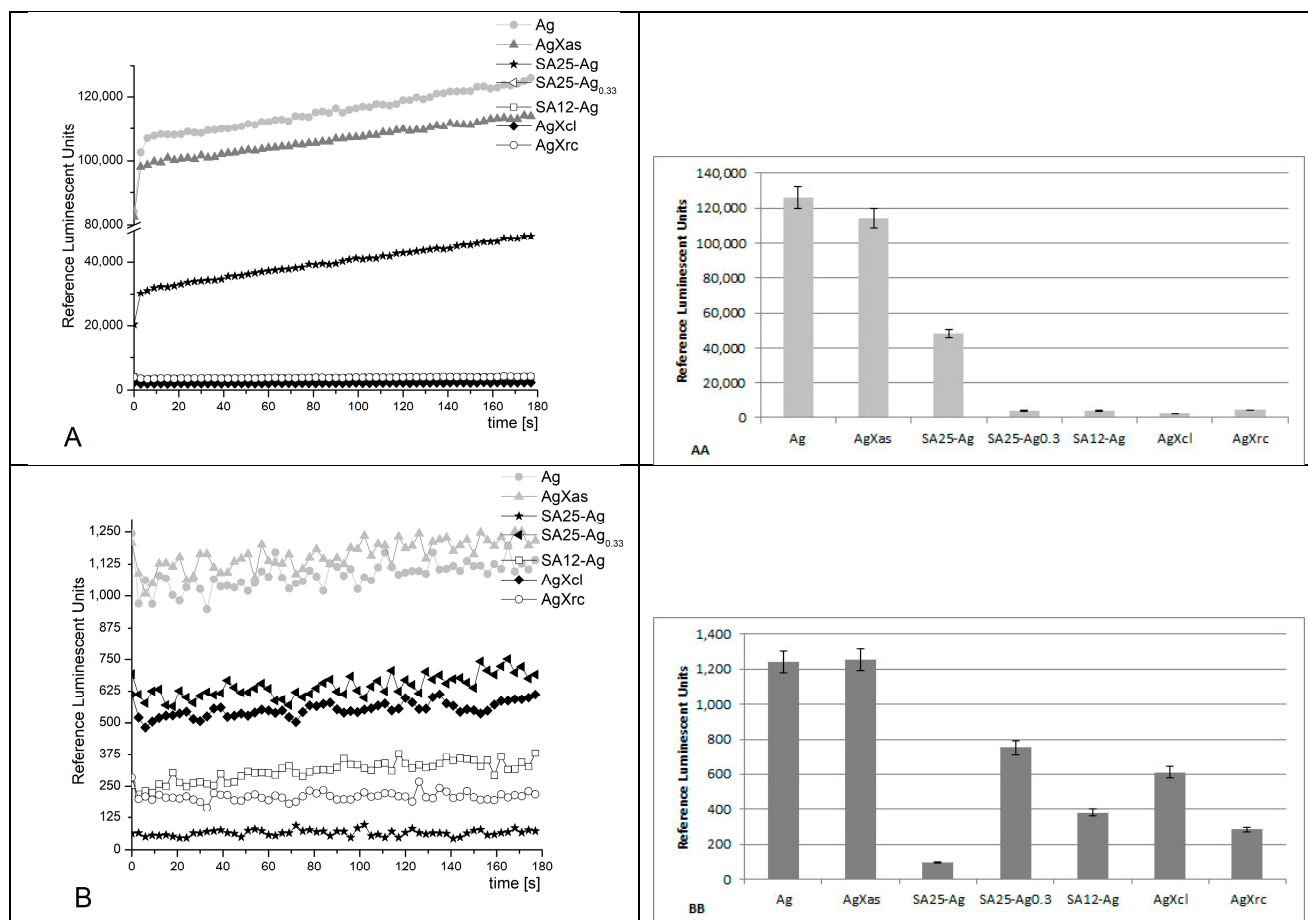 Ag
AgXas
SA25-Ag
SA25-Ag0.33
SA12-Ag
AgXcl
AgXrc
Reference Luminescent Units
120,000
100,000
80,000
40,000
20,000
0
0 20 40 60 80 100 120 140 160 180
time [s]
A
Reference Luminescent Units
140,000
120,000
100,000
80,000
60,000
40,000
20,000
0
Ag AgXas SA25-Ag SA25-Ag0.3 SA12-Ag AgXcl AgXrc
AA
Ag
AgXas
SA25-Ag
SA25-Ag0.33
SA12-Ag
AgXcl
AgXrc
Reference Luminescent Units
1,250
1,125
1,000
875
750
625
500
375
250
125
0
0 20 40 60 80 100 120 140 160 180
time [s]
B
Reference Luminescent Units
1,400
1,200
1,000
800
600
400
200
0
Ag AgXas SA25-Ag SA25-Ag0.3 SA12-Ag AgXcl AgXrc
BB